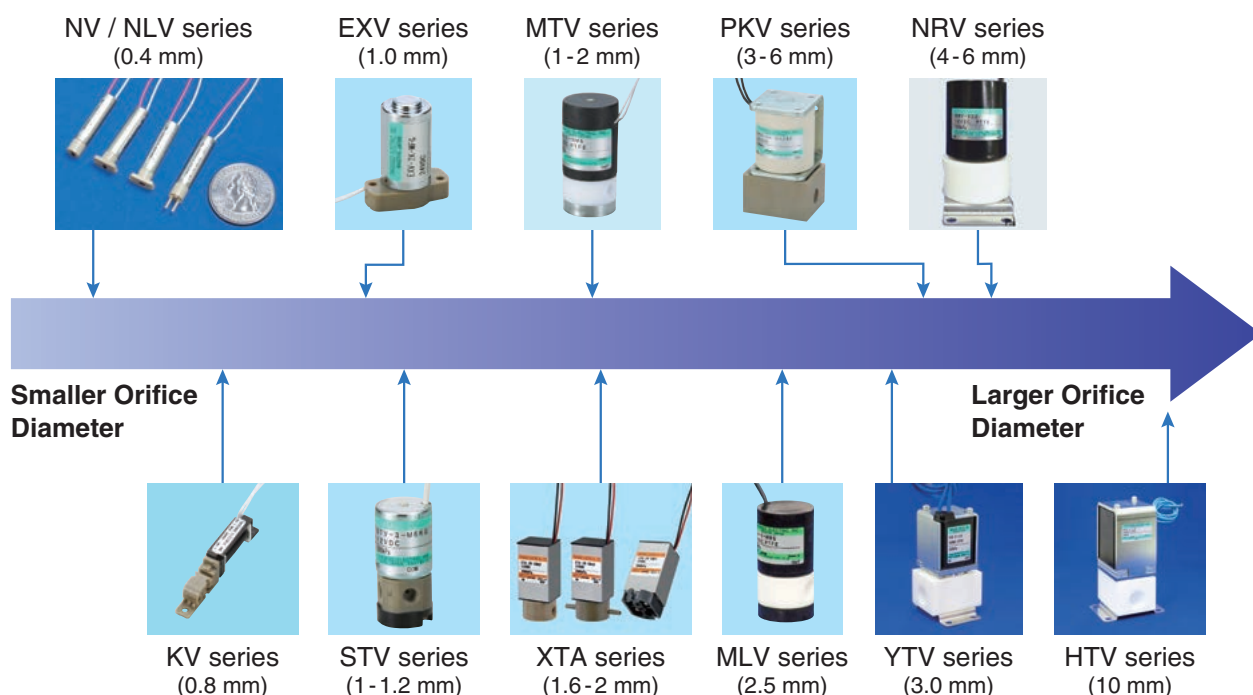 NV / NLV series
(0.4 mm)
EXV series
(1.0 mm)
MTV series
(1-2 mm)
PKV series
(3-6 mm)
NRV series
(4-6 mm)
Smaller Orifice
Diameter
Larger Orifice
Diameter
KV series
(0.8 mm)
STV series
(1-1.2 mm)
XTA series
(1.6-2 mm)
MLV series
(2.5 mm)
YTV series
(3.0 mm)
HTV series
(10 mm)